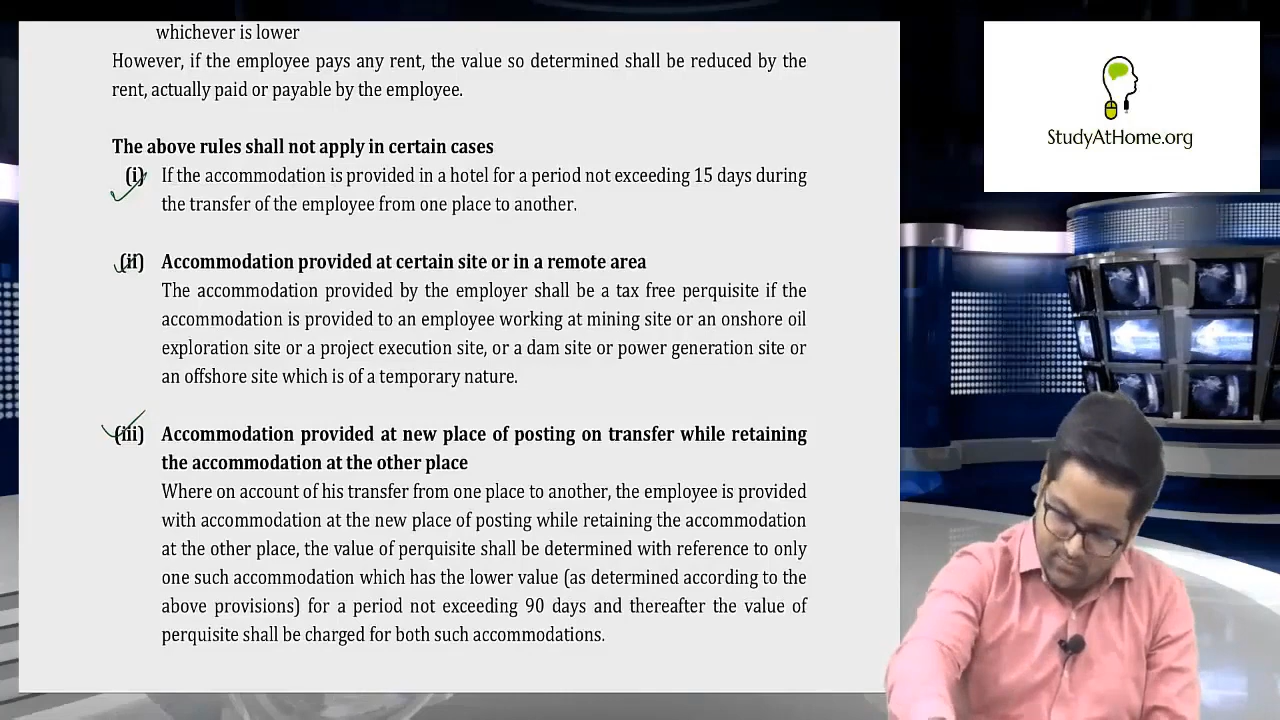 whichever is lower
However, if the employee pays any rent, the value so determined shall be reduced by the
rent, actually paid or payable by the employee.
The above rules shall not apply in certain cases
(i) If the accommodation is provided in a hotel for a period not exceeding 15 days during
the transfer of the employee from one place to another.
(ii) Accommodation provided at certain site or in a remote area
The accommodation provided by the employer shall be a tax free perquisite if the
accommodation is provided to an employee working at mining site or an onshore oil
exploration site or a project execution site, or a dam site or power generation site or
an offshore site which is of a temporary nature.
(iii) Accommodation provided at new place of posting on transfer while retaining
the accommodation at the other place
Where on account of his transfer from one place to another, the employee is provided
with accommodation at the new place of posting while retaining the accommodation
at the other place, the value of perquisite shall be determined with reference to only
one such accommodation which has the lower value (as determined according to the
above provisions) for a period not exceeding 90 days and thereafter the value of
perquisite shall be charged for both such accommodations.
StudyAtHome.org